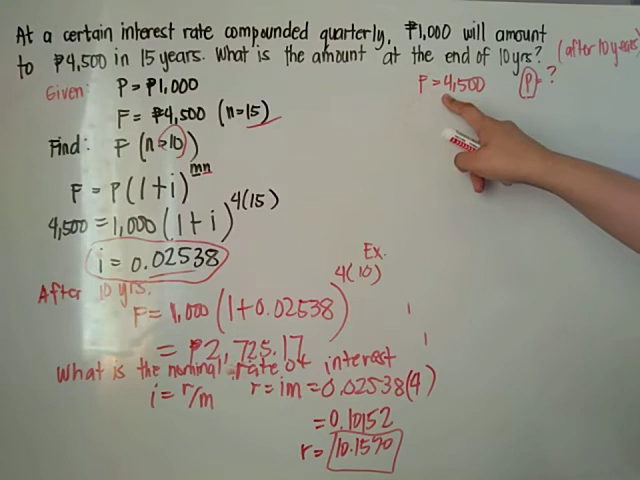 At a certain interest rate compounded quarterly, ₱1,000 will amount
to ₱4,500 in 15 years. What is the amount at the end of 10 yrs? (after 10 years)
Given: P = ₱1,000
F = 4,500 P = ?
F = ₱4,500 (n=15)
Find: F (n=10)
F = P(1+i)^mn
4,500 = 1,000 (1+i)^4(15)
i = 0.02538
Ex.
After 10 yrs.
F = 1,000 (1+0.02538)^4(10)
= ₱2,725.17
What is the nominal rate of interest
i = r/m r = im = 0.02538(4)
= 0.10152
r = 10.15%